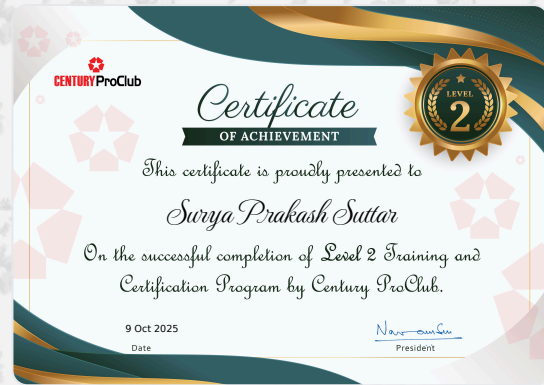 CENTURY ProClub
Certificate
OF ACHIEVEMENT
LEVEL
2
This certificate is proudly presented to
Surya Prakash Suttar
On the successful completion of Level 2 Training and
Certification Program by Century ProClub.
9 Oct 2025
Date
President